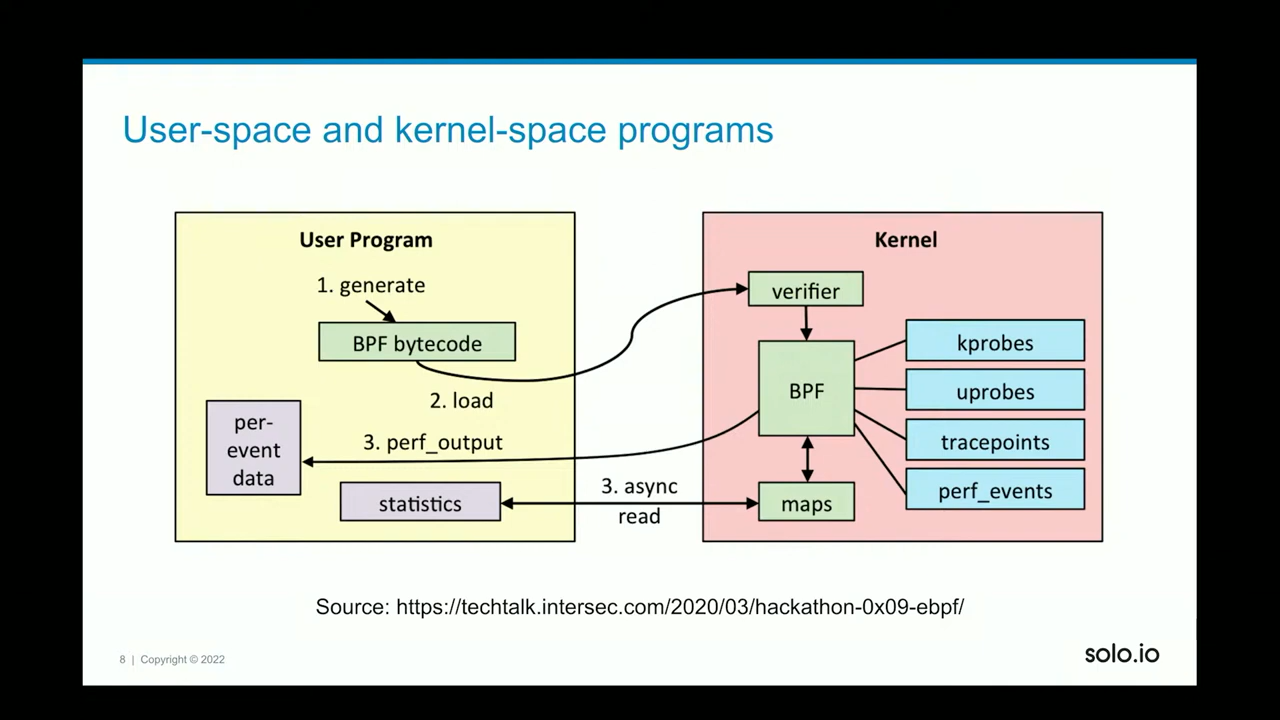 User-space and kernel-space programs
User Program
1. generate
BPF bytecode
2. load
per-
event
data
3. perf_output
statistics
3. async
read
Kernel
verifier
BPF
maps
kprobes
uprobes
tracepoints
perf_events
Source: https://techtalk.intersec.com/2020/03/hackathon-0x09-ebpf/
8 | Copyright © 2022
solo.io